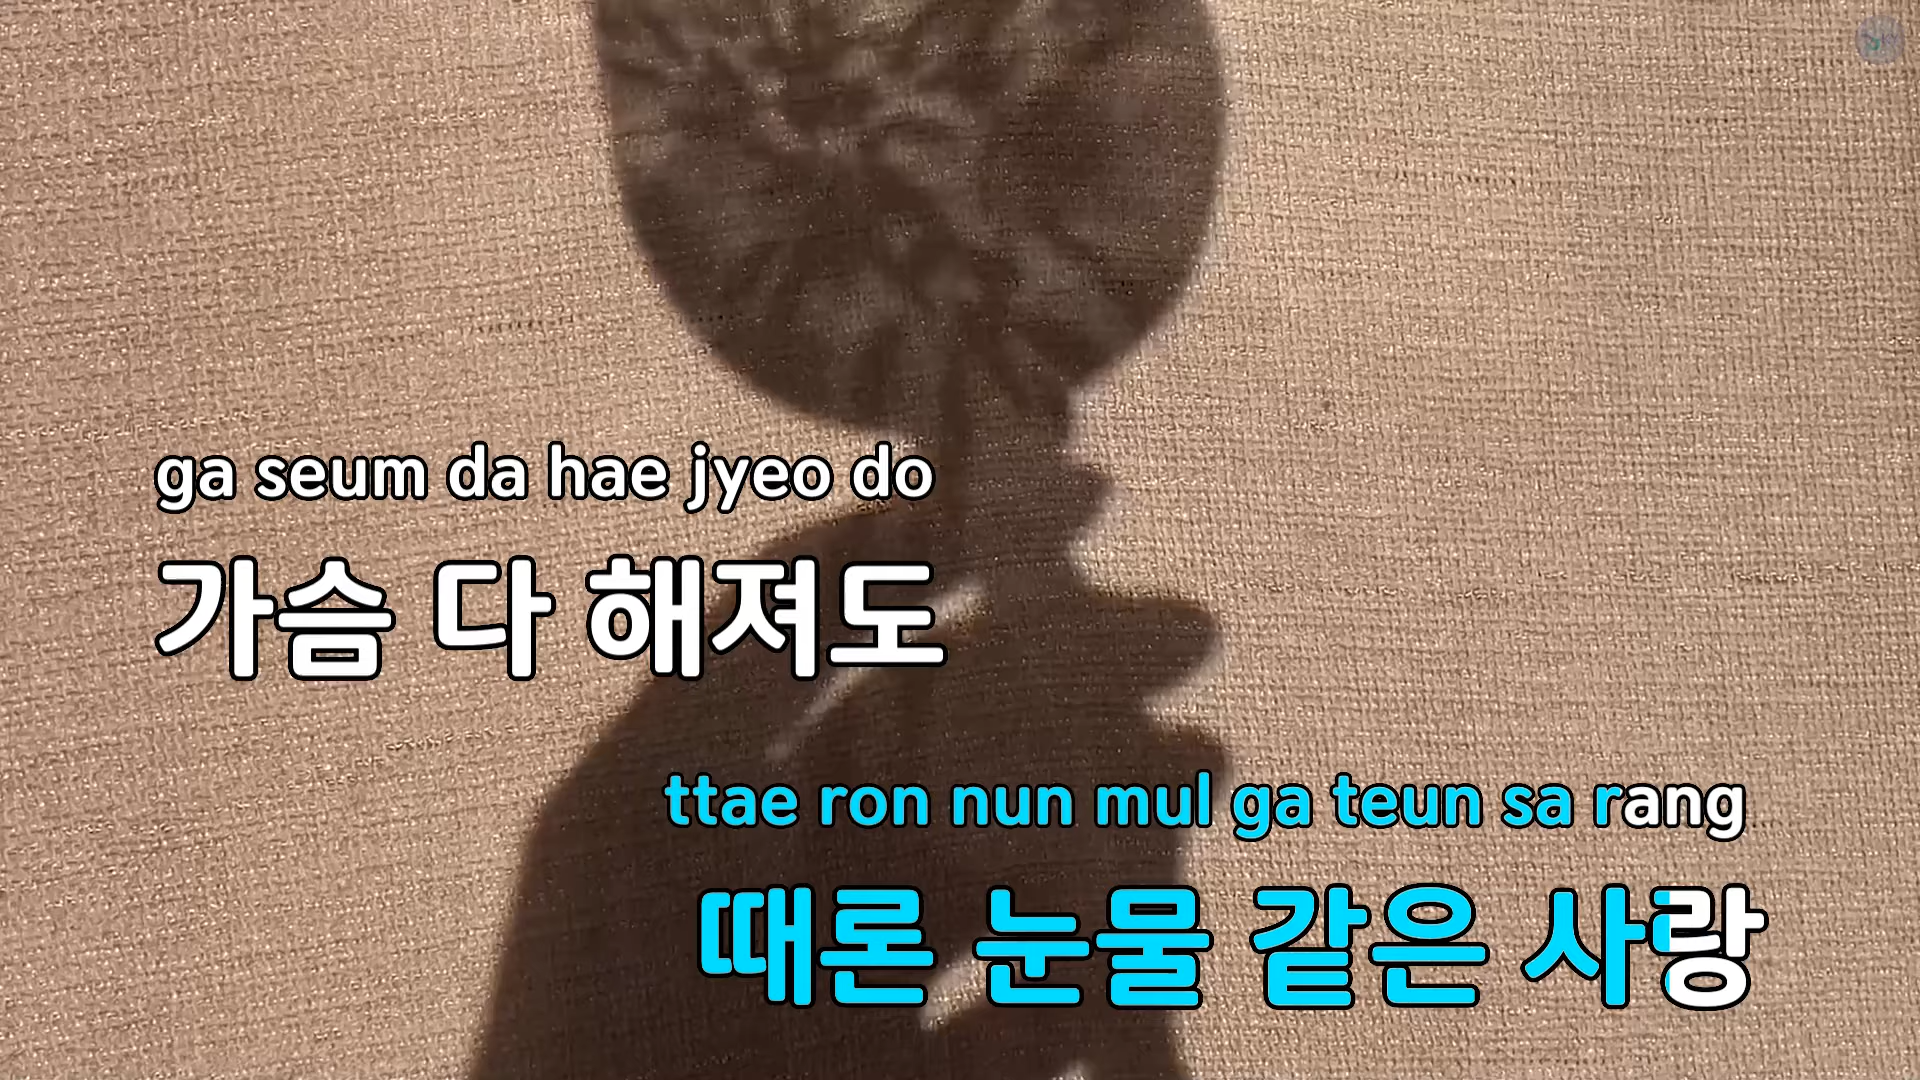 ga seum da hae jyeo do
가슴 다 해져도
ttae ron nun mul ga teun sa rang
때론 눈물 같은 사랑